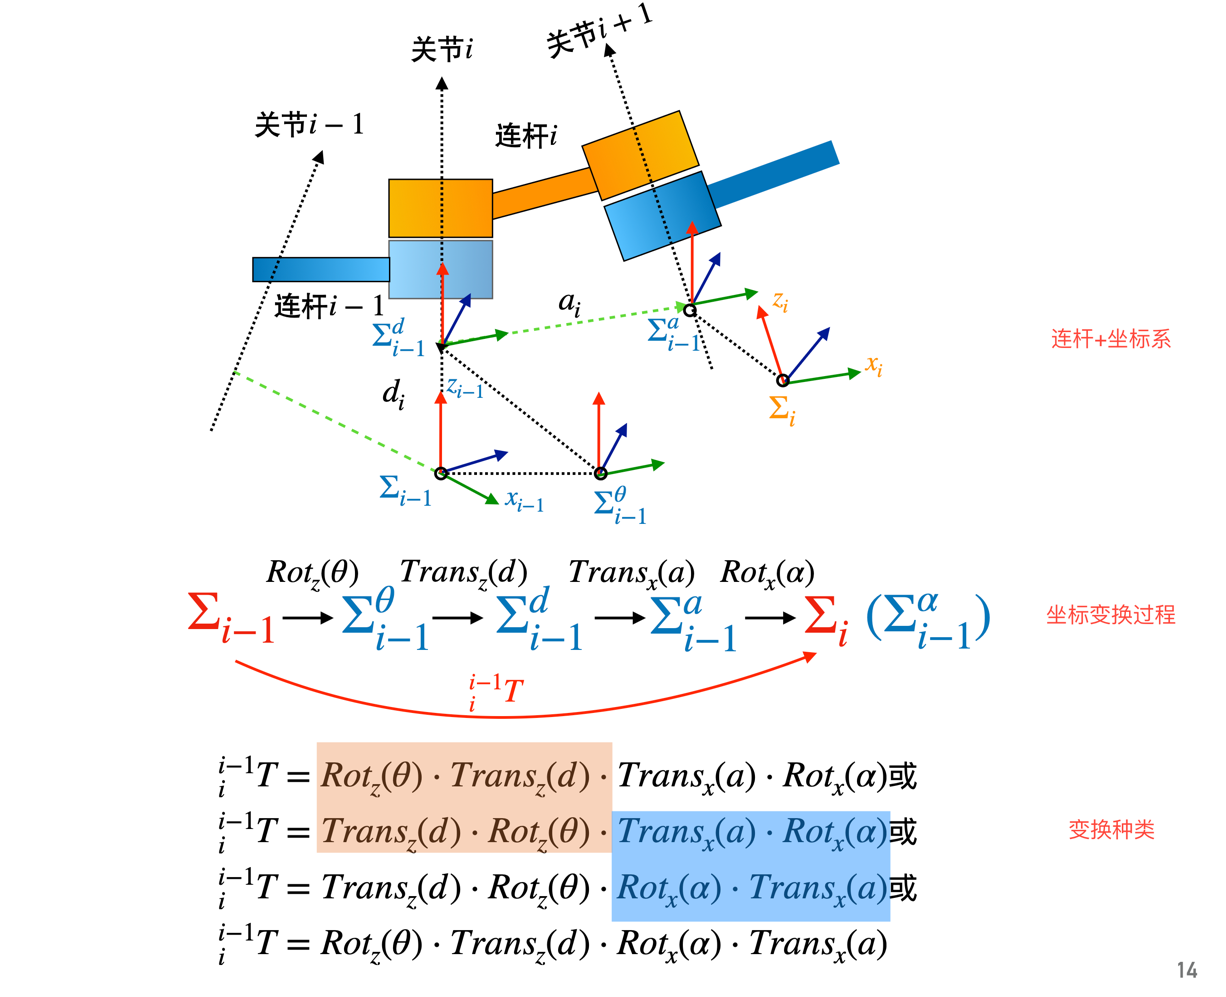 关节i + 1
关节i
关节i − 1
连杆i
连杆i − 1
Σ^d_{i−1}
a_i
Σ^a_{i−1}
z_i
x_i
Σ_i
连杆+坐标系
d_i
z_{i−1}
Σ_{i−1}
x_{i−1}
Σ^θ_{i−1}
Rot_z(θ) Trans_z(d) Trans_x(a) Rot_x(α)
Σ_{i−1} → Σ^θ_{i−1} → Σ^d_{i−1} → Σ^a_{i−1} → Σ_i (Σ^α_{i−1})
坐标变换过程
^{i−1}_i T
^{i−1}_i T = Rot_z(θ) · Trans_z(d) · Trans_x(a) · Rot_x(α)或
^{i−1}_i T = Trans_z(d) · Rot_z(θ) · Trans_x(a) · Rot_x(α)或
变换种类
^{i−1}_i T = Trans_z(d) · Rot_z(θ) · Rot_x(α) · Trans_x(a)或
^{i−1}_i T = Rot_z(θ) · Trans_z(d) · Rot_x(α) · Trans_x(a)
14